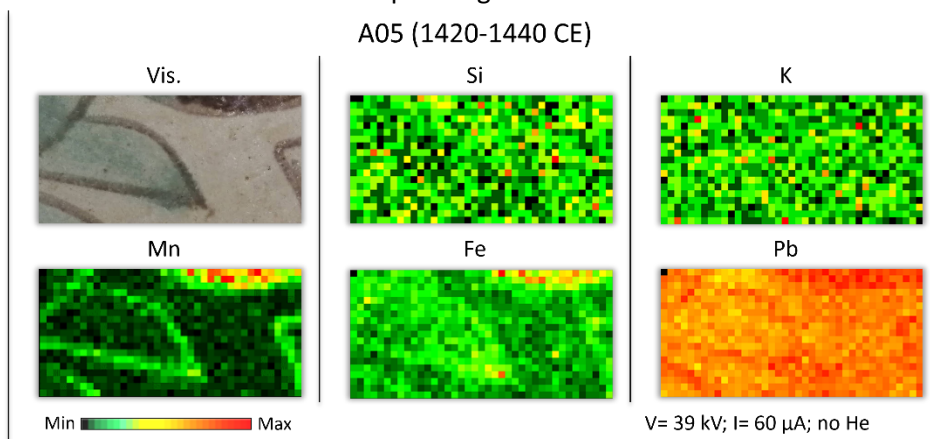 A05 (1420-1440 CE)
Vis.
Si
K
Mn
Fe
Pb
Min
Max
V= 39 kV; I= 60 µA; no He